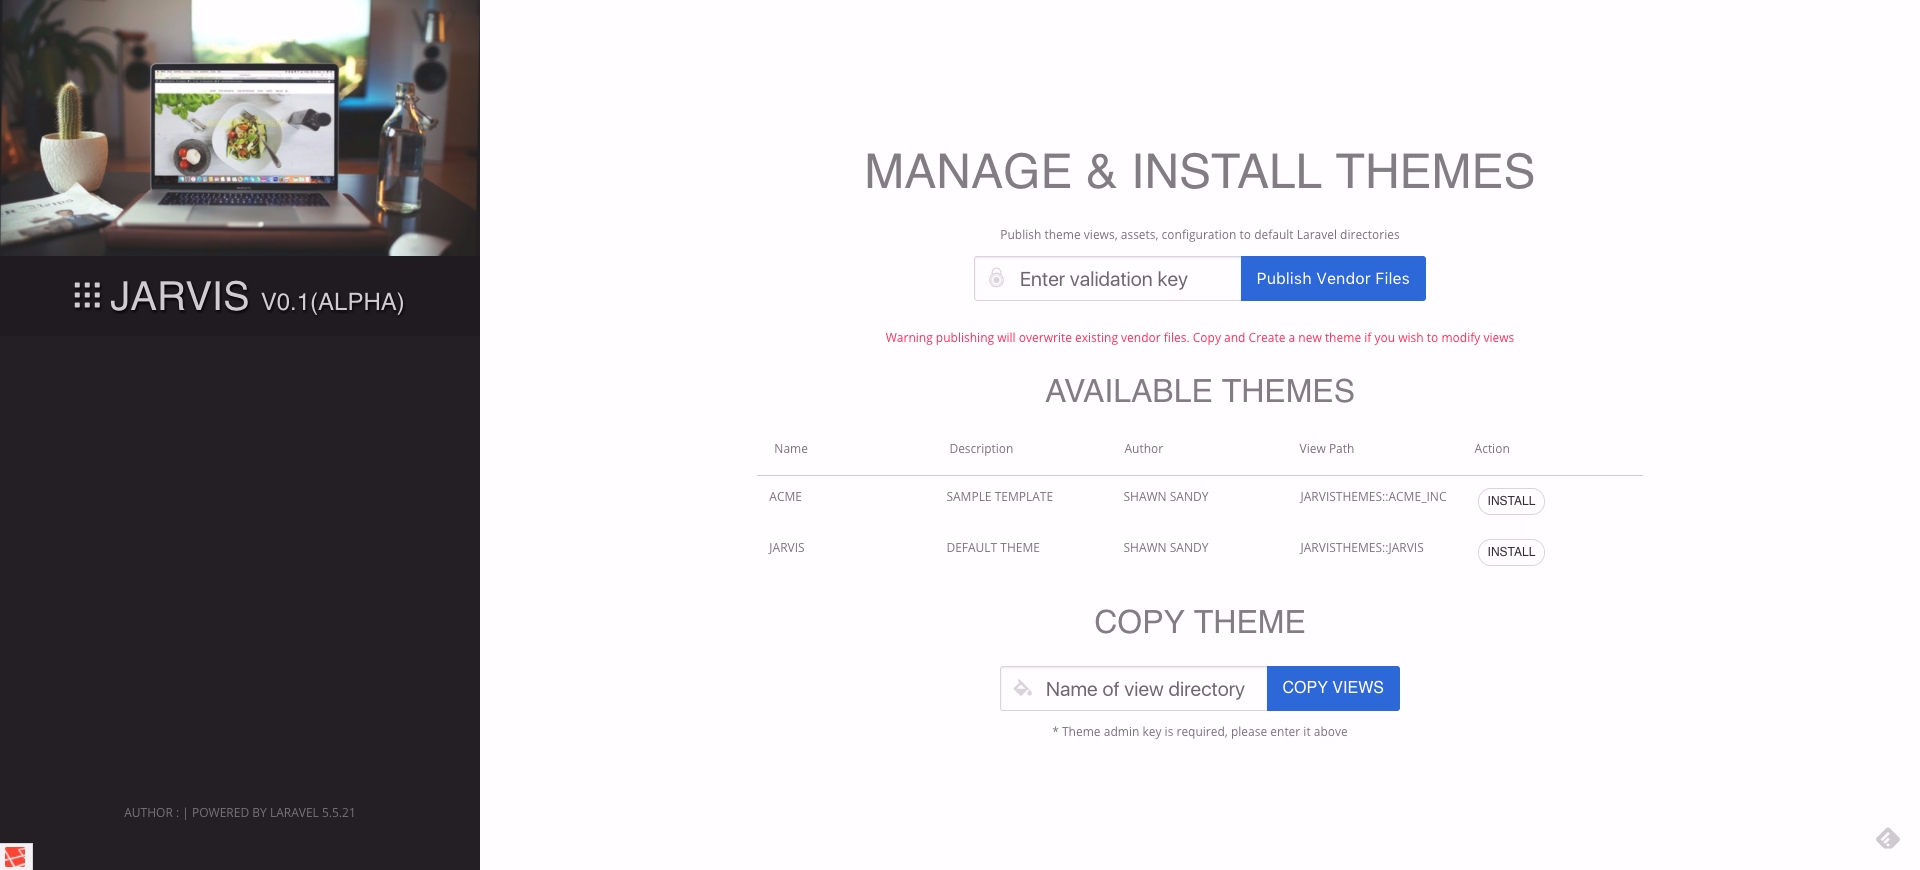 JARVIS V0.1(ALPHA)
AUTHOR : | POWERED BY LARAVEL 5.5.21
MANAGE & INSTALL THEMES
Publish theme views, assets, configuration to default Laravel directories
Enter validation key
Publish Vendor Files
Warning publishing will overwrite existing vendor files. Copy and Create a new theme if you wish to modify views
AVAILABLE THEMES
Name Description Author View Path Action
ACME SAMPLE TEMPLATE SHAWN SANDY JARVISTHEMES::ACME_INC INSTALL
JARVIS DEFAULT THEME SHAWN SANDY JARVISTHEMES::JARVIS INSTALL
COPY THEME
Name of view directory
COPY VIEWS
* Theme admin key is required, please enter it above